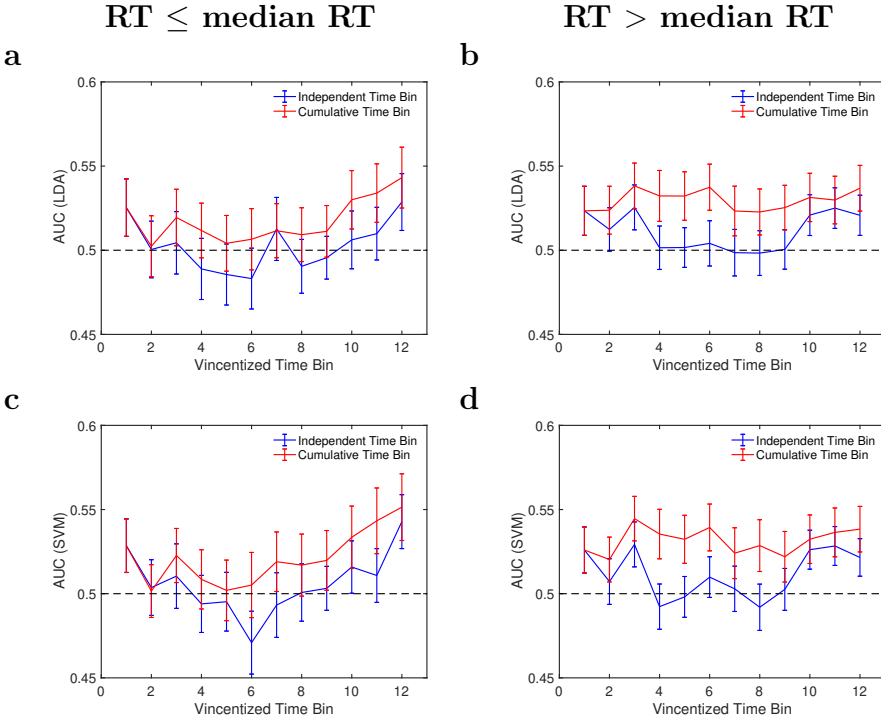 RT ≤ median RT
RT > median RT
a
0.6
0.55
0.5
0.45
AUC (LDA)
Independent Time Bin
Cumulative Time Bin
0 2 4 6 8 10 12
Vincentized Time Bin
b
0.6
0.55
0.5
0.45
AUC (LDA)
Independent Time Bin
Cumulative Time Bin
0 2 4 6 8 10 12
Vincentized Time Bin
c
0.6
0.55
0.5
0.45
AUC (SVM)
Independent Time Bin
Cumulative Time Bin
0 2 4 6 8 10 12
Vincentized Time Bin
d
0.6
0.55
0.5
0.45
AUC (SVM)
Independent Time Bin
Cumulative Time Bin
0 2 4 6 8 10 12
Vincentized Time Bin